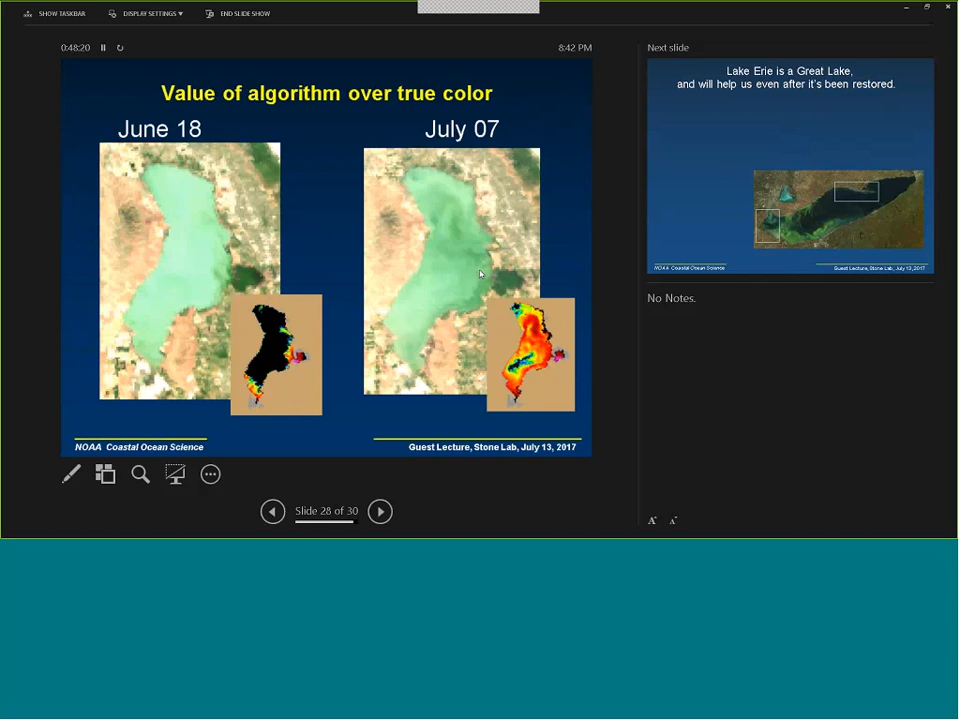 SHOW TASKBAR DISPLAY SETTINGS ▼ END SLIDE SHOW
0:48:20 8:42 PM
Value of algorithm over true color
June 18 July 07
NOAA Coastal Ocean Science Guest Lecture, Stone Lab, July 13, 2017
Slide 28 of 30
Next slide
Lake Erie is a Great Lake,
and will help us even after it's been restored.
NOAA Coastal Ocean Science Guest Lecture, Stone Lab, July 13, 2017
No Notes.
A A